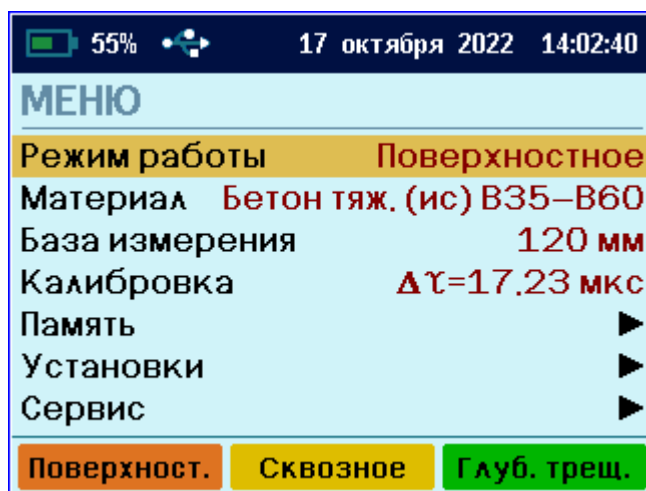 55% 17 октября 2022 14:02:40
МЕНЮ
Режим работы Поверхностное
Материал Бетон тяж. (ис) В35–В60
База измерения 120 мм
Калибровка Δτ=17.23 мкс
Память ▶
Установки ▶
Сервис ▶
Поверхност. Сквозное Глуб. трещ.